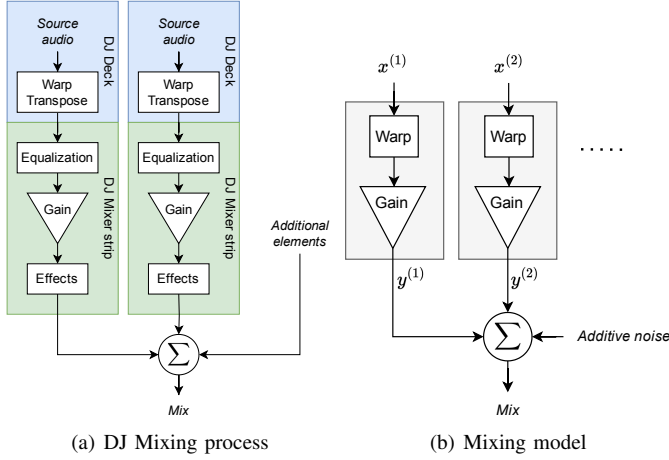 Source
audio
DJ Deck
Warp
Transpose
Equalization
Gain
DJ Mixer strip
Effects
Source
audio
DJ Deck
Warp
Transpose
Equalization
Gain
DJ Mixer strip
Effects
Additional
elements
∑
Mix
(a) DJ Mixing process
x^{(1)}
Warp
Gain
y^{(1)}
x^{(2)}
Warp
Gain
y^{(2)}
.....
∑
Additive noise
Mix
(b) Mixing model